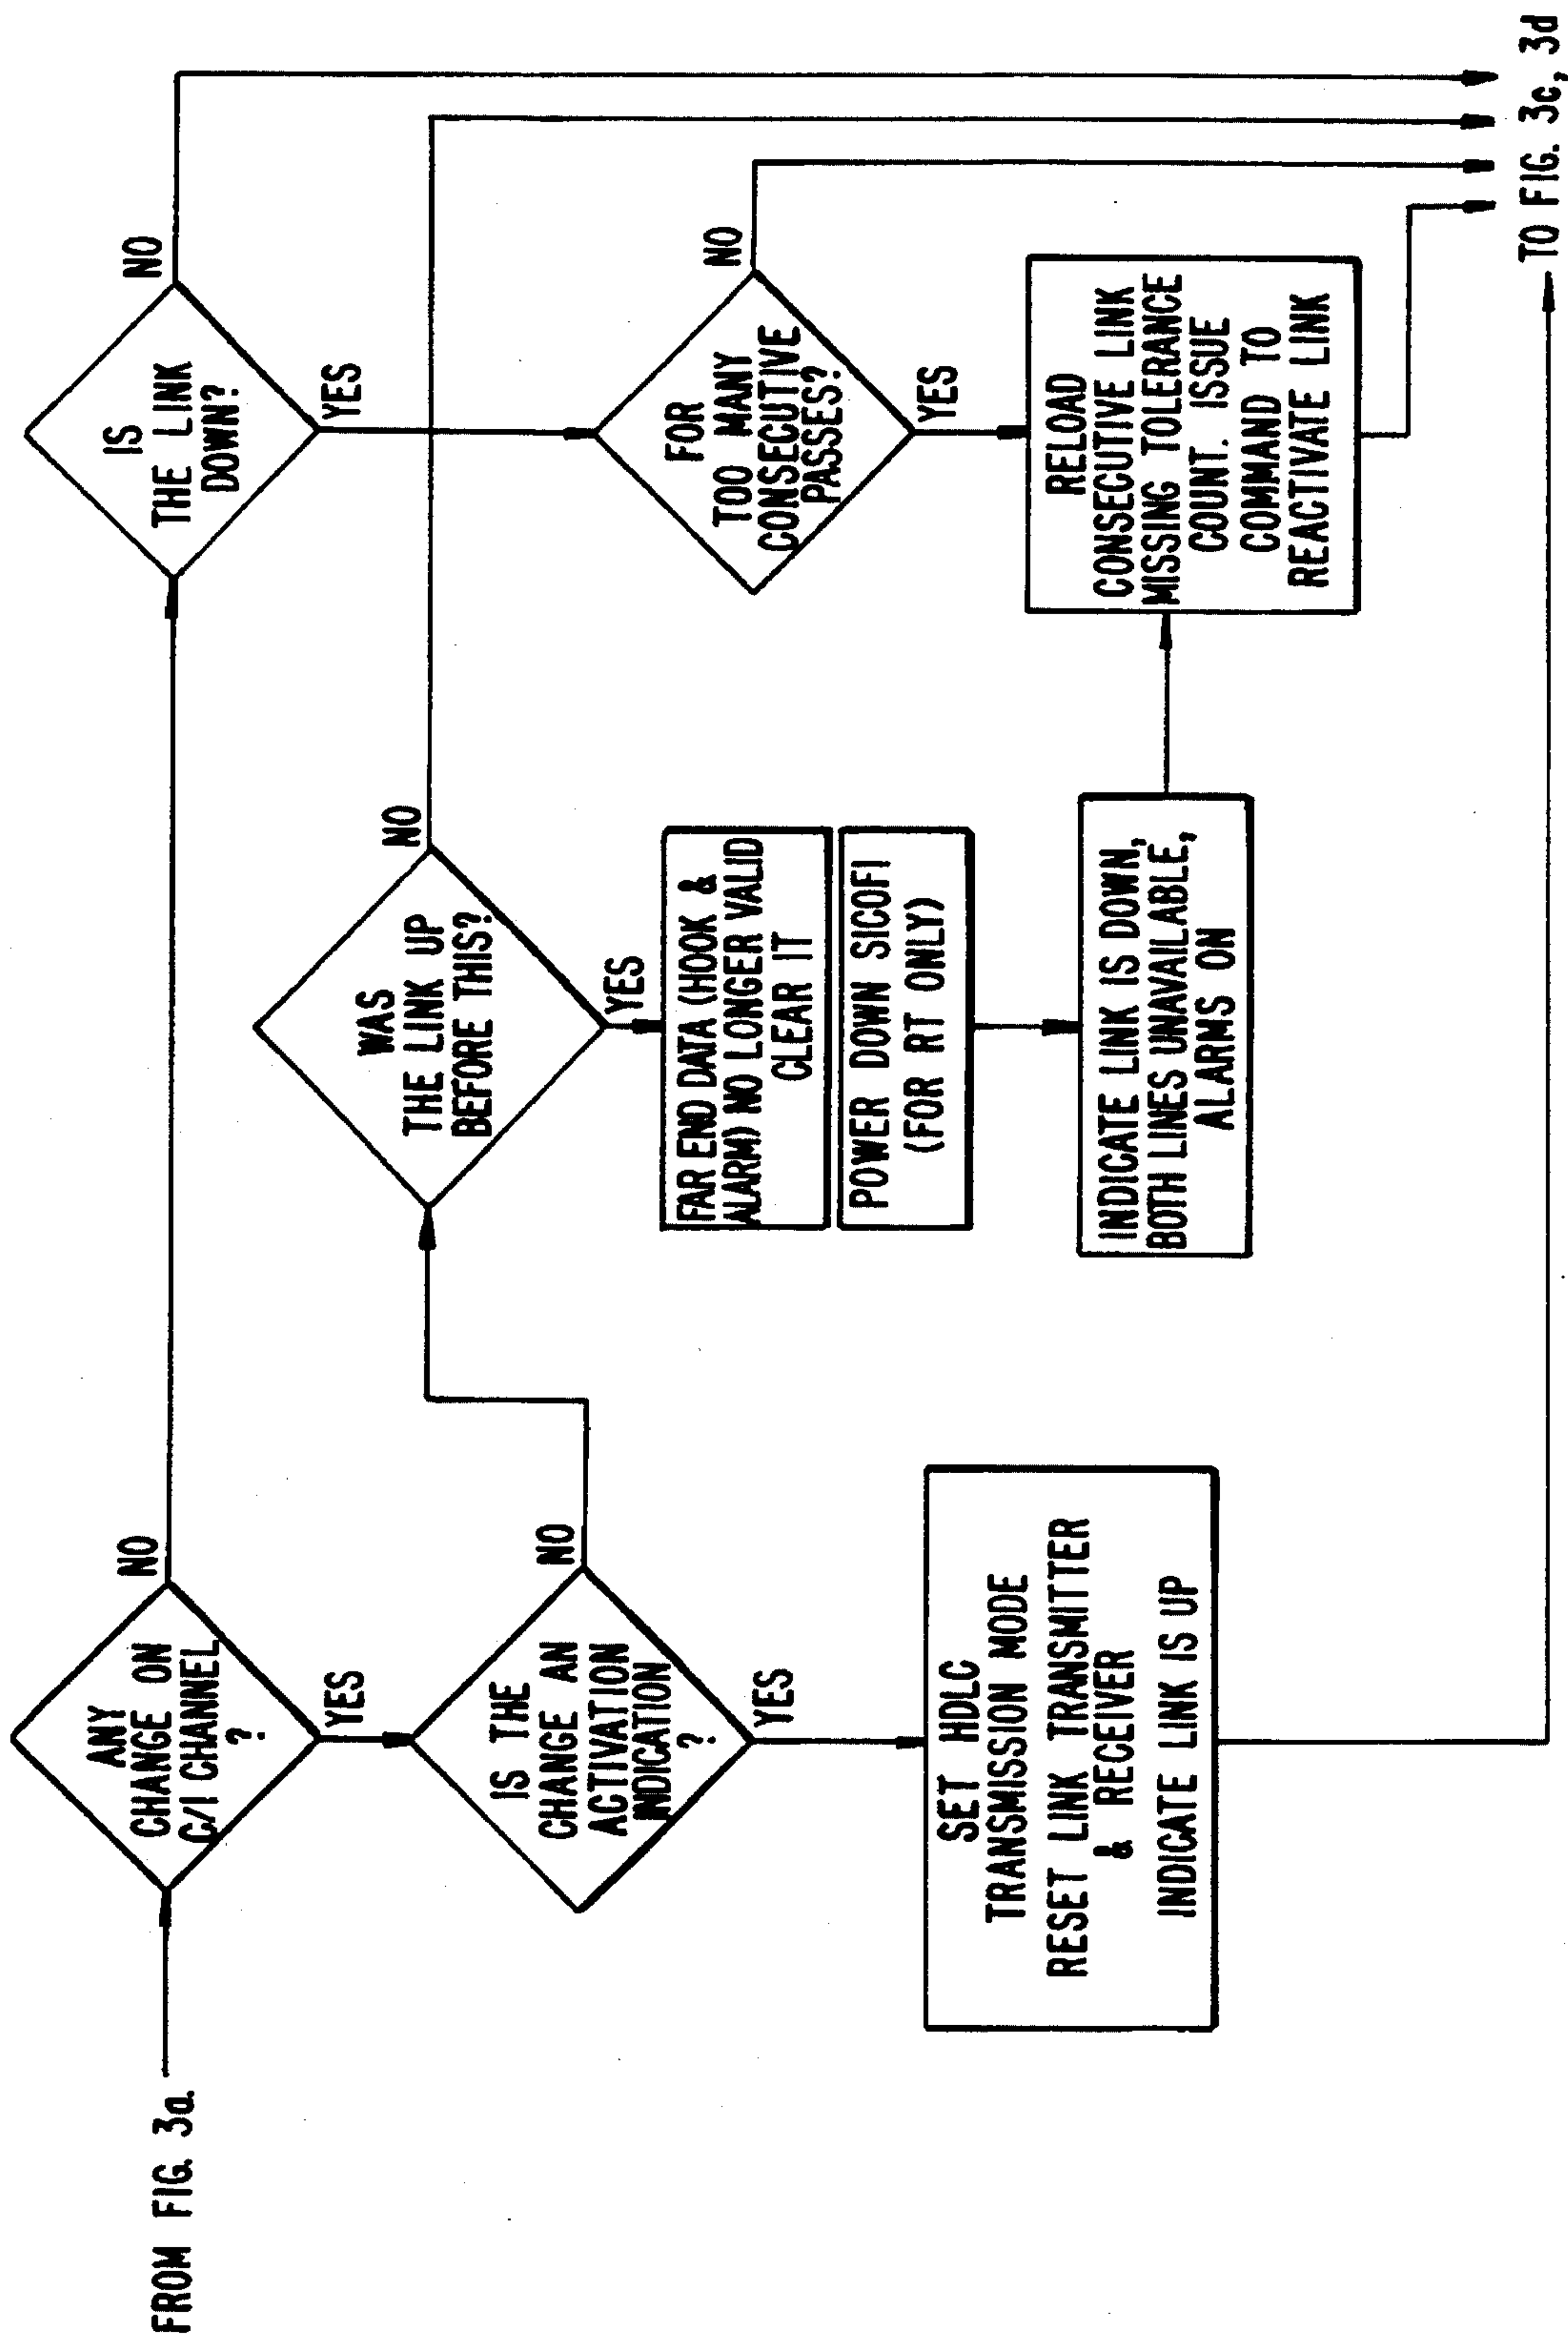 FROM FIG. 3a.
ANY
CHANGE ON
C/I CHANNEL
?
NO
YES
IS THE
CHANGE AN
ACTIVATION
INDICATION
?
NO
YES
SET HDLC
TRANSMISSION MODE
RESET LINK TRANSMITTER
& RECEIVER
INDICATE LINK IS UP
WAS
THE LINK UP
BEFORE THIS?
NO
YES
FAR END DATA (HOOK &
ALARM) NO LONGER VALID
CLEAR IT
POWER DOWN SICOFI
(FOR RT ONLY)
INDICATE LINK IS DOWN,
BOTH LINES UNAVAILABLE,
ALARMS ON
IS
THE LINK
DOWN?
NO
YES
FOR
TOO MANY
CONSECUTIVE
PASSES?
NO
YES
RELOAD
CONSECUTIVE LINK
MISSING TOLERANCE
COUNT. ISSUE
COMMAND TO
REACTIVATE LINK
TO FIG. 3c, 3d